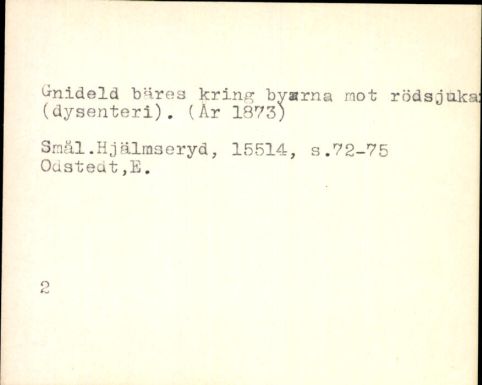 Gnideld bäres kring byarna mot rödsjuka
(dysenteri). (År 1873)
Smål.Hjälmseryd, 15514, s.72-75
Odstedt,E.
2